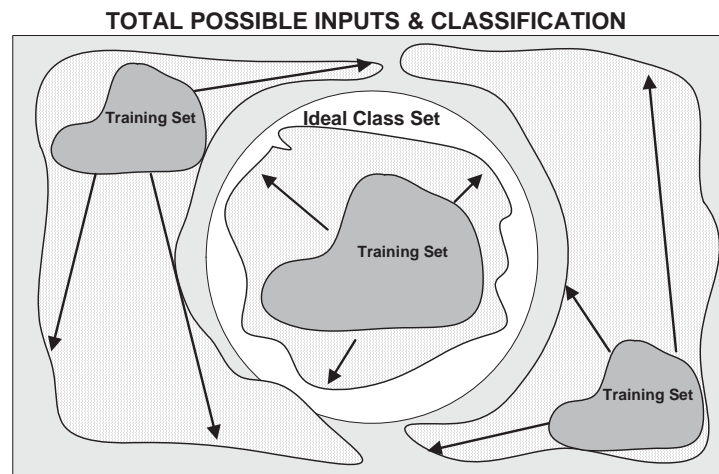 TOTAL POSSIBLE INPUTS & CLASSIFICATION
Training Set
Ideal Class Set
Training Set
Training Set